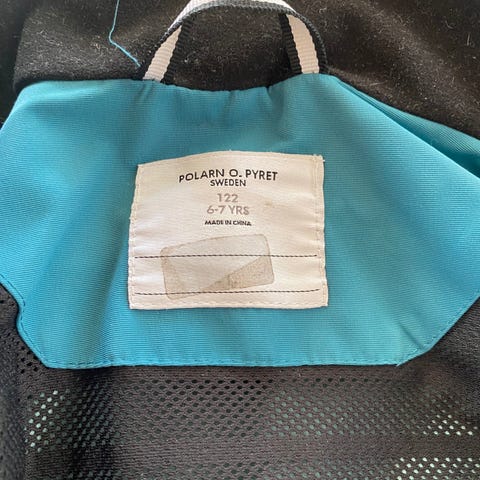 POLARN O. PYRET
SWEDEN
122
6-7 YRS
MADE IN CHINA